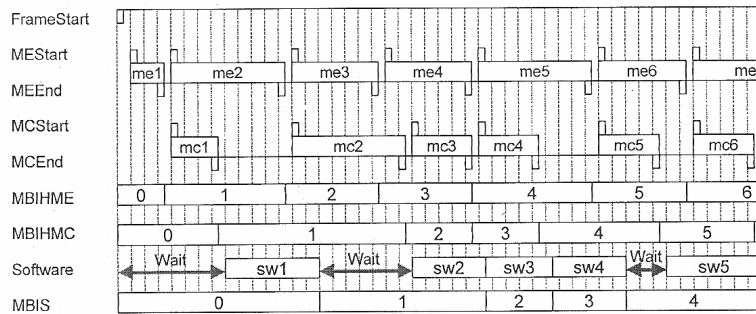 FrameStart
MEStart
me1 me2 me3 me4 me5 me6 me
MEEnd
MCStart
mc1 mc2 mc3 mc4 mc5 mc6
MCEnd
MBIHME 0 1 2 3 4 5 6
MBIHMC 0 1 2 3 4 5
Software Wait sw1 Wait sw2 sw3 sw4 Wait sw5
MBIS 0 1 2 3 4